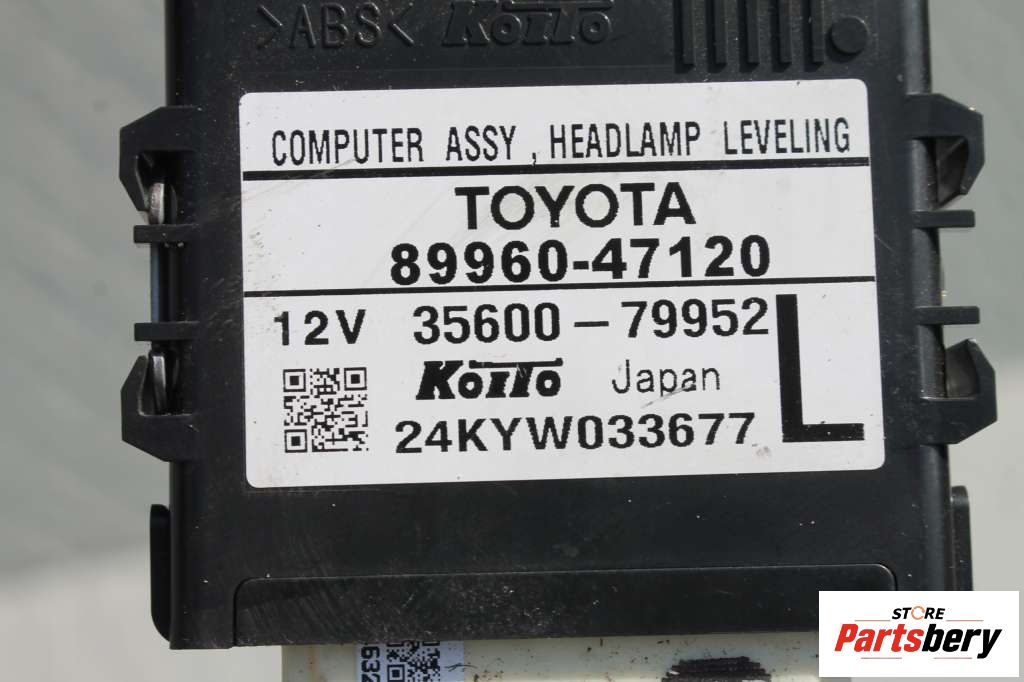 >ABS< KOITO
COMPUTER ASSY, HEADLAMP LEVELING
TOYOTA
89960-47120
12V 35600-79952
L
KOITO Japan
24KYW033677
STORE
Partsbery